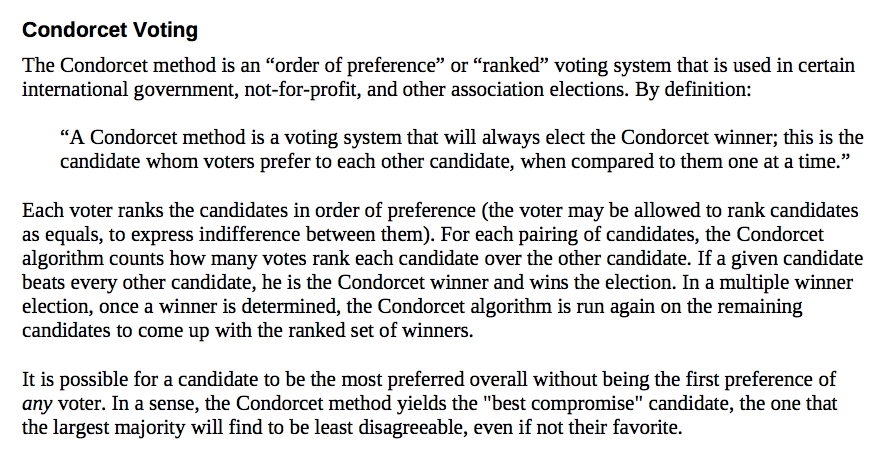 Condorcet Voting
The Condorcet method is an “order of preference” or “ranked” voting system that is used in certain
international government, not-for-profit, and other association elections. By definition:
“A Condorcet method is a voting system that will always elect the Condorcet winner; this is the
candidate whom voters prefer to each other candidate, when compared to them one at a time.”
Each voter ranks the candidates in order of preference (the voter may be allowed to rank candidates
as equals, to express indifference between them). For each pairing of candidates, the Condorcet
algorithm counts how many votes rank each candidate over the other candidate. If a given candidate
beats every other candidate, he is the Condorcet winner and wins the election. In a multiple winner
election, once a winner is determined, the Condorcet algorithm is run again on the remaining
candidates to come up with the ranked set of winners.
It is possible for a candidate to be the most preferred overall without being the first preference of
any voter. In a sense, the Condorcet method yields the "best compromise" candidate, the one that
the largest majority will find to be least disagreeable, even if not their favorite.